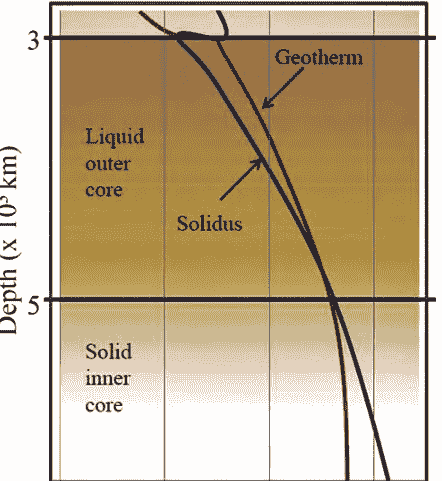 3
Geotherm
Liquid
outer
core
Solidus
Depth (x 10³ km)
5
Solid
inner
core